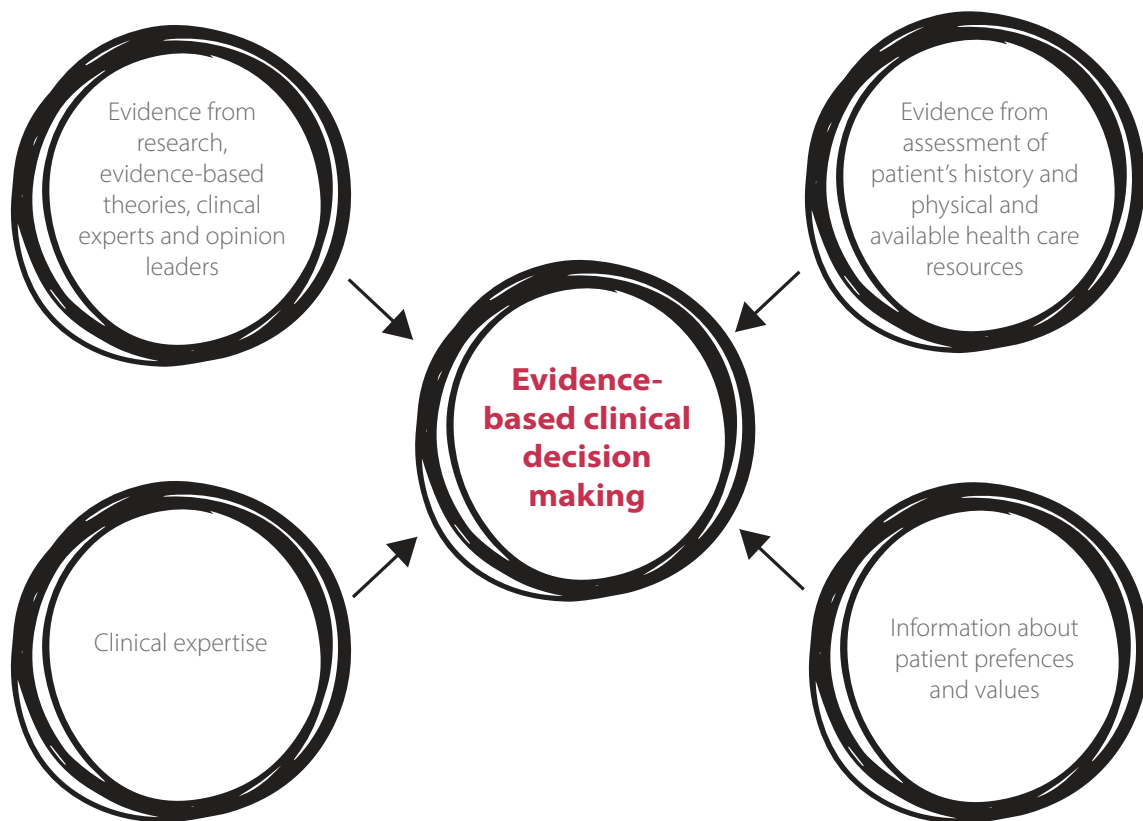 Evidence from
research,
evidence-based
theories, clincal
experts and opinion
leaders
Evidence from
assessment of
patient’s history and
physical and
available health care
resources
Evidence-
based clinical
decision
making
Clinical expertise
Information about
patient prefences
and values